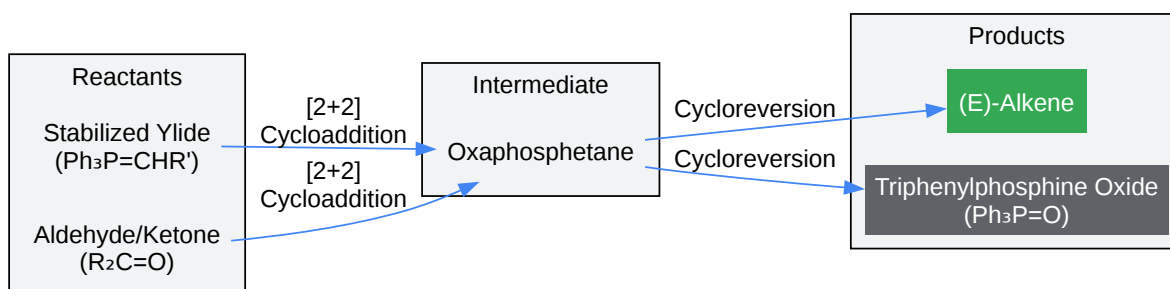 Reactants
Stabilized Ylide
(Ph₃P=CHR')
Aldehyde/Ketone
(R₂C=O)
[2+2]
Cycloaddition
[2+2]
Cycloaddition
Intermediate
Oxaphosphetane
Cycloreversion
Cycloreversion
Products
(E)-Alkene
Triphenylphosphine Oxide
(Ph₃P=O)